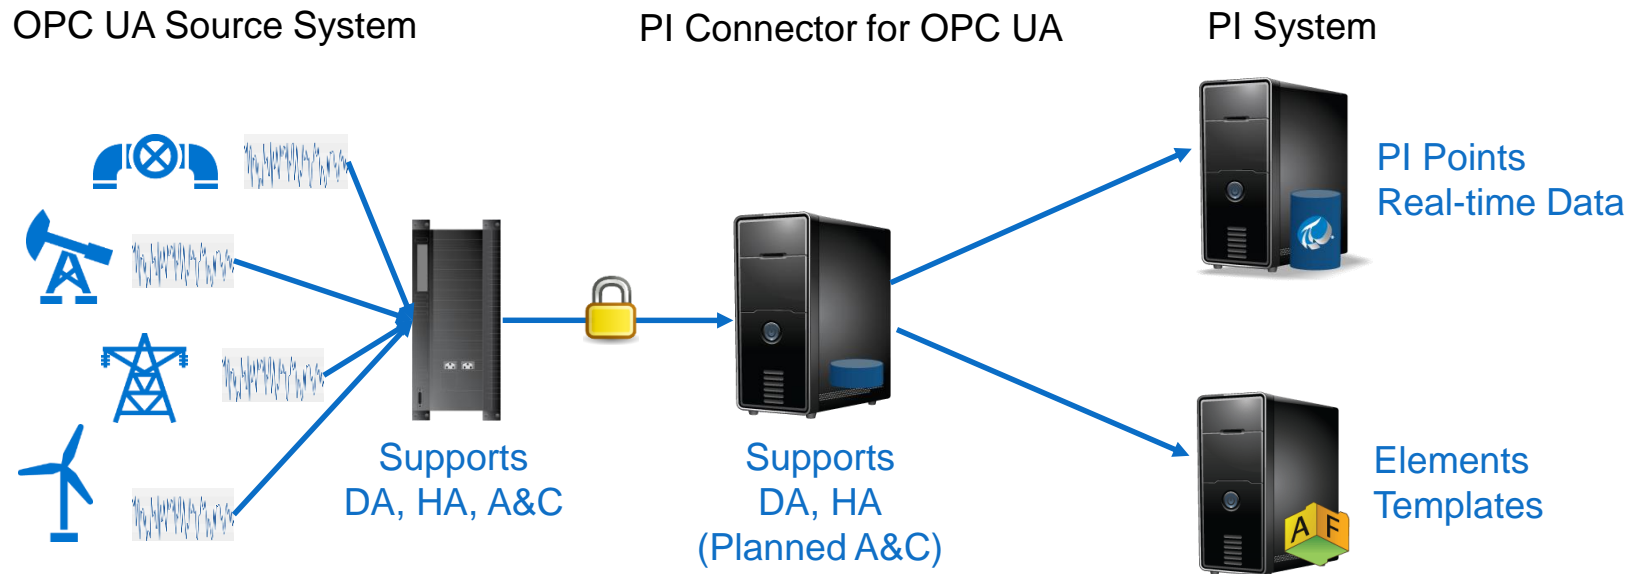 OPC UA Source System
PI Connector for OPC UA
PI System
PI Points
Real-time Data
Supports
DA, HA, A&C
Supports
DA, HA
(Planned A&C)
Elements
Templates
A F